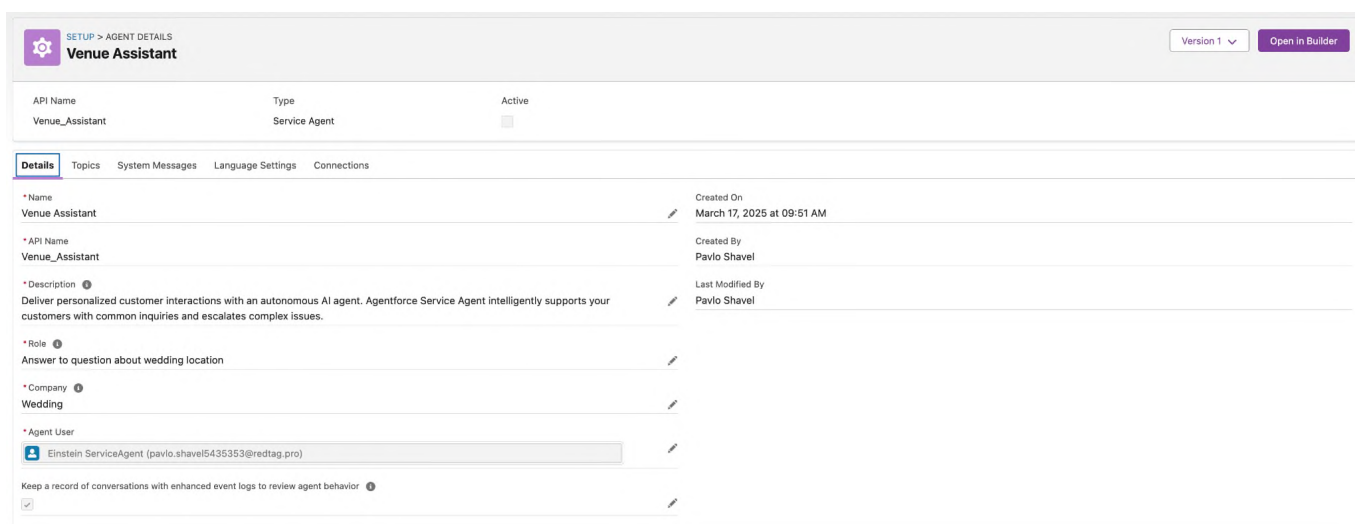 SETUP > AGENT DETAILS
Venue Assistant
Version 1
Open in Builder
API Name
Type
Active
Venue_Assistant
Service Agent
Details
Topics
System Messages
Language Settings
Connections
* Name
Venue Assistant
* API Name
Venue_Assistant
* Description
Deliver personalized customer interactions with an autonomous AI agent. Agentforce Service Agent intelligently supports your
customers with common inquiries and escalates complex issues.
* Role
Answer to question about wedding location
* Company
Wedding
* Agent User
Einstein ServiceAgent (pavlo.shavel5435353@redtag.pro)
Keep a record of conversations with enhanced event logs to review agent behavior
Created On
March 17, 2025 at 09:51 AM
Created By
Pavlo Shavel
Last Modified By
Pavlo Shavel